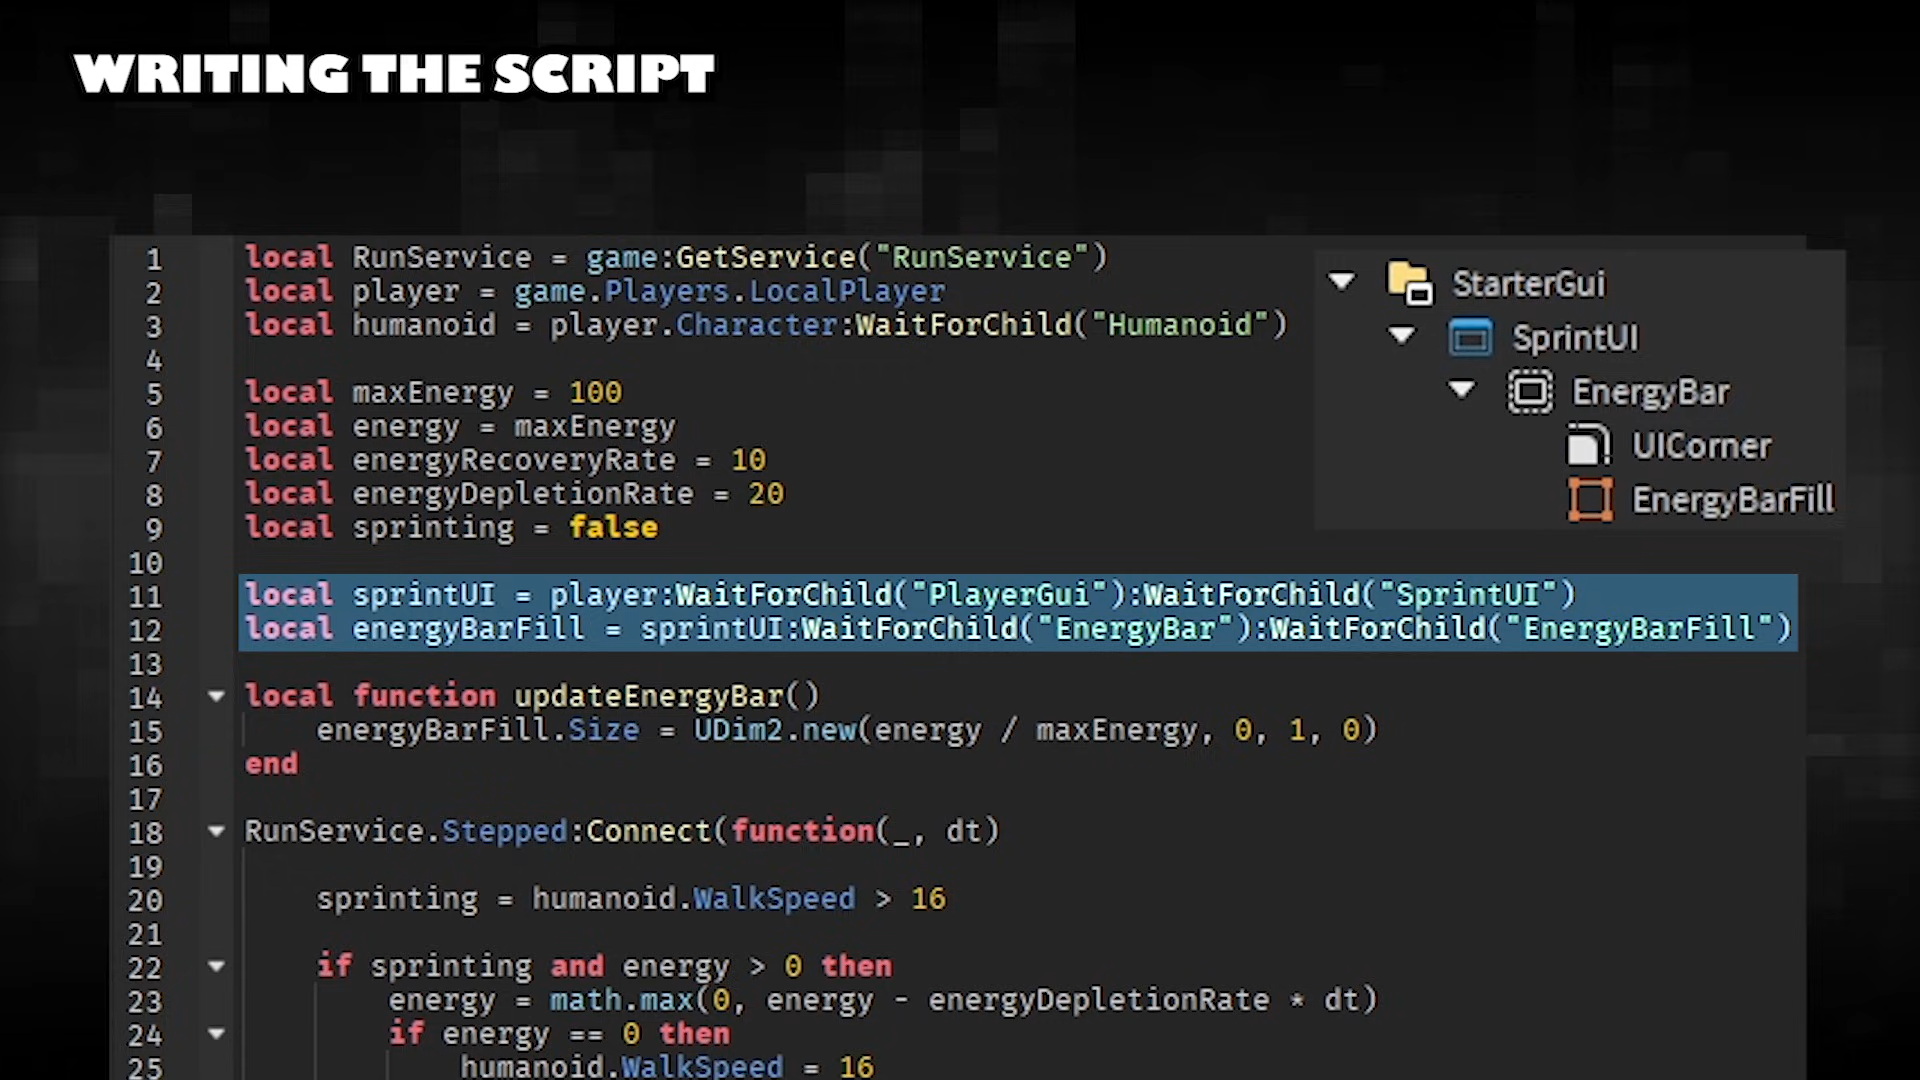 WRITING THE SCRIPT
1 local RunService = game:GetService("RunService")
2 local player = game.Players.LocalPlayer
3 local humanoid = player.Character:WaitForChild("Humanoid")
4
5 local maxEnergy = 100
6 local energy = maxEnergy
7 local energyRecoveryRate = 10
8 local energyDepletionRate = 20
9 local sprinting = false
10
11 local sprintUI = player:WaitForChild("PlayerGui"):WaitForChild("SprintUI")
12 local energyBarFill = sprintUI:WaitForChild("EnergyBar"):WaitForChild("EnergyBarFill")
13
14 local function updateEnergyBar()
15 energyBarFill.Size = UDim2.new(energy / maxEnergy, 0, 1, 0)
16 end
17
18 RunService.Stepped:Connect(function(_, dt)
19
20 sprinting = humanoid.WalkSpeed > 16
21
22 if sprinting and energy > 0 then
23 energy = math.max(0, energy - energyDepletionRate * dt)
24 if energy == 0 then
25 humanoid.WalkSpeed = 16
StarterGui
SprintUI
EnergyBar
UICorner
EnergyBarFill